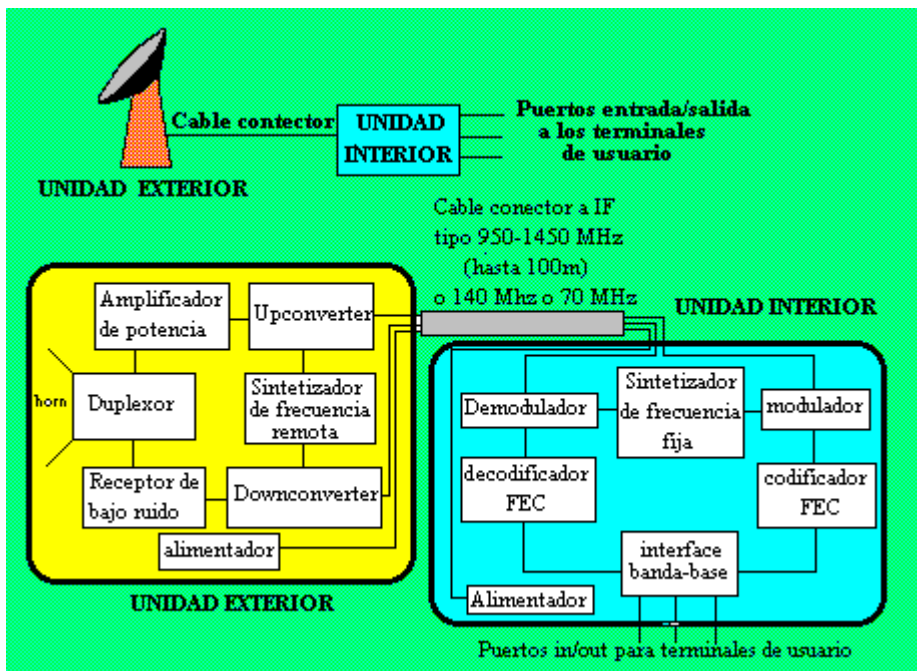 Cable contector
UNIDAD
INTERIOR
Puertos entrada/salida
a los terminales
de usuario
UNIDAD EXTERIOR
Cable conector a IF
tipo 950-1450 MHz
(hasta 100m)
o 140 Mhz o 70 MHz
UNIDAD INTERIOR
Amplificador
de potencia
Upconverter
horn
Duplexor
Sintetizador
de frecuencia
remota
Receptor de
bajo ruido
Downconverter
alimentador
UNIDAD EXTERIOR
Demodulador
Sintetizador
de frecuencia
fija
modulador
decodificador
FEC
codificador
FEC
interface
banda-base
Alimentador
Puertos in/out para terminales de usuario